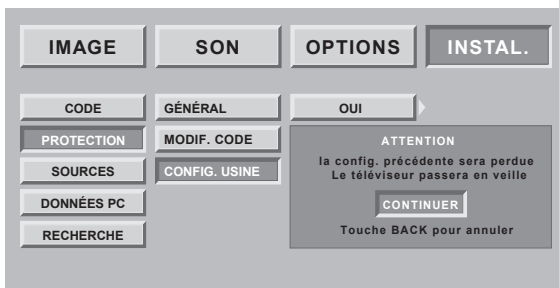 IMAGE SON OPTIONS INSTAL.
CODE GÉNÉRAL OUI
PROTECTION MODIF. CODE
SOURCES CONFIG. USINE
DONNÉES PC
RECHERCHE
ATTENTION
la config. précédente sera perdue
Le téléviseur passera en veille
CONTINUER
Touche BACK pour annuler